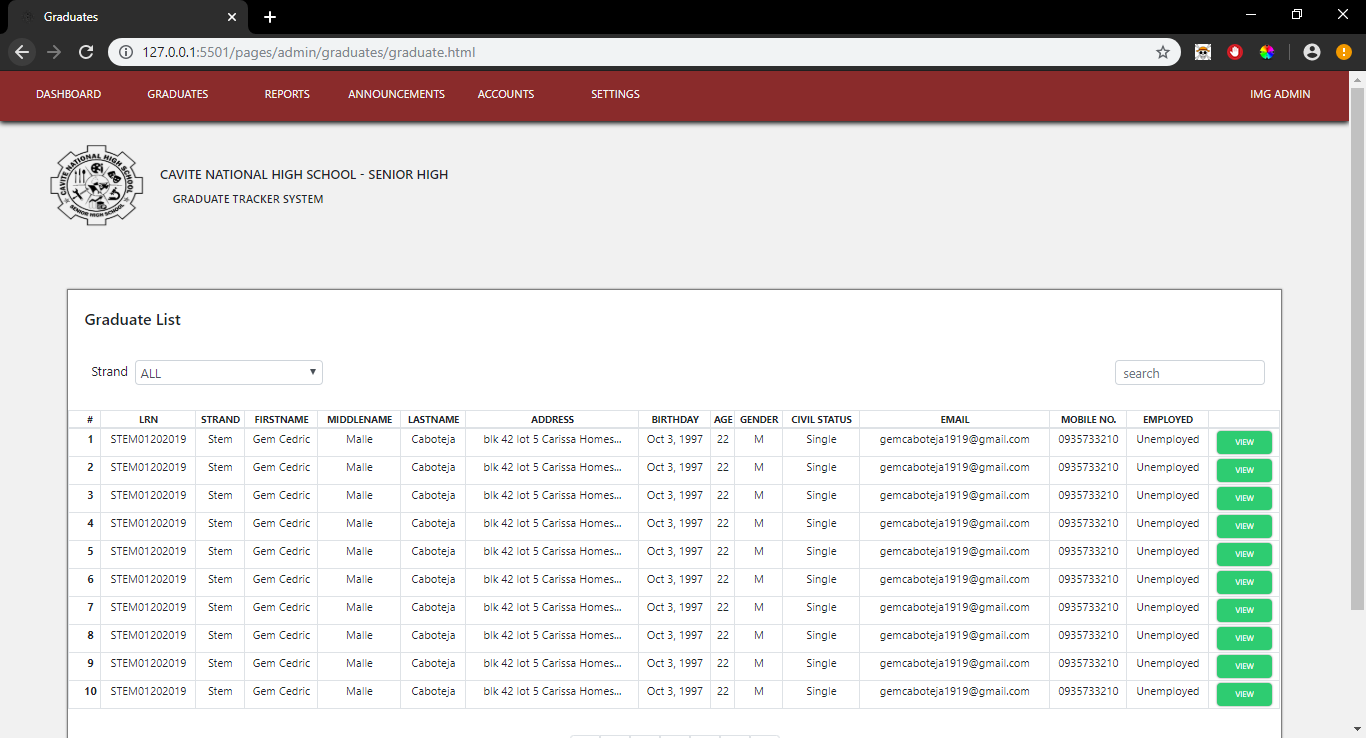 Graduates
127.0.0.1:5501/pages/admin/graduates/graduate.html
DASHBOARD GRADUATES REPORTS ANNOUNCEMENTS ACCOUNTS SETTINGS IMG ADMIN
CAVITE NATIONAL HIGH SCHOOL
SENIOR HIGH SCHOOL
CAVITE NATIONAL HIGH SCHOOL - SENIOR HIGH
GRADUATE TRACKER SYSTEM
Graduate List
Strand ALL search
# LRN STRAND FIRSTNAME MIDDLENAME LASTNAME ADDRESS BIRTHDAY AGE GENDER CIVIL STATUS EMAIL MOBILE NO. EMPLOYED
1 STEM01202019 Stem Gem Cedric Malle Caboteja blk 42 lot 5 Carissa Homes... Oct 3, 1997 22 M Single gemcaboteja1919@gmail.com 0935733210 Unemployed VIEW
2 STEM01202019 Stem Gem Cedric Malle Caboteja blk 42 lot 5 Carissa Homes... Oct 3, 1997 22 M Single gemcaboteja1919@gmail.com 0935733210 Unemployed VIEW
3 STEM01202019 Stem Gem Cedric Malle Caboteja blk 42 lot 5 Carissa Homes... Oct 3, 1997 22 M Single gemcaboteja1919@gmail.com 0935733210 Unemployed VIEW
4 STEM01202019 Stem Gem Cedric Malle Caboteja blk 42 lot 5 Carissa Homes... Oct 3, 1997 22 M Single gemcaboteja1919@gmail.com 0935733210 Unemployed VIEW
5 STEM01202019 Stem Gem Cedric Malle Caboteja blk 42 lot 5 Carissa Homes... Oct 3, 1997 22 M Single gemcaboteja1919@gmail.com 0935733210 Unemployed VIEW
6 STEM01202019 Stem Gem Cedric Malle Caboteja blk 42 lot 5 Carissa Homes... Oct 3, 1997 22 M Single gemcaboteja1919@gmail.com 0935733210 Unemployed VIEW
7 STEM01202019 Stem Gem Cedric Malle Caboteja blk 42 lot 5 Carissa Homes... Oct 3, 1997 22 M Single gemcaboteja1919@gmail.com 0935733210 Unemployed VIEW
8 STEM01202019 Stem Gem Cedric Malle Caboteja blk 42 lot 5 Carissa Homes... Oct 3, 1997 22 M Single gemcaboteja1919@gmail.com 0935733210 Unemployed VIEW
9 STEM01202019 Stem Gem Cedric Malle Caboteja blk 42 lot 5 Carissa Homes... Oct 3, 1997 22 M Single gemcaboteja1919@gmail.com 0935733210 Unemployed VIEW
10 STEM01202019 Stem Gem Cedric Malle Caboteja blk 42 lot 5 Carissa Homes... Oct 3, 1997 22 M Single gemcaboteja1919@gmail.com 0935733210 Unemployed VIEW